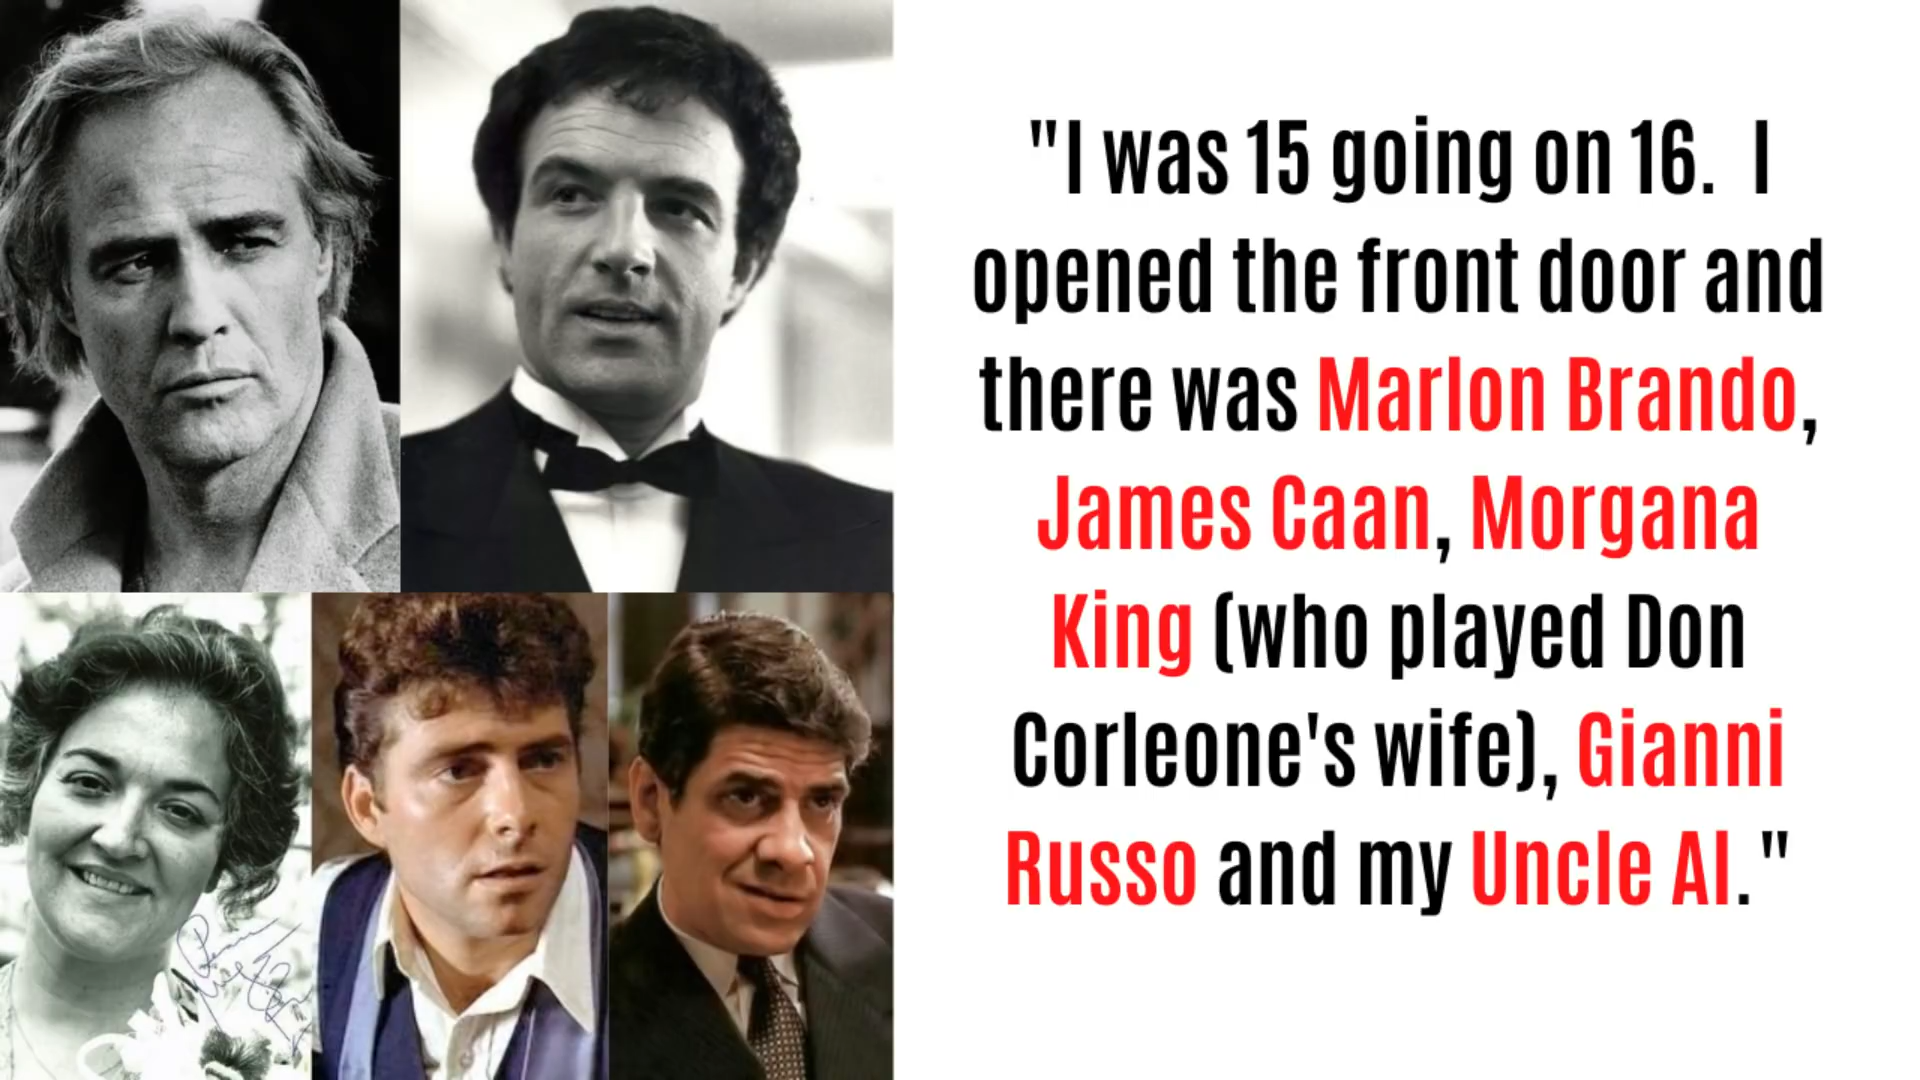 "I was 15 going on 16.  I
opened the front door and
there was Marlon Brando,
James Caan, Morgana
King (who played Don
Corleone's wife), Gianni
Russo and my Uncle Al."